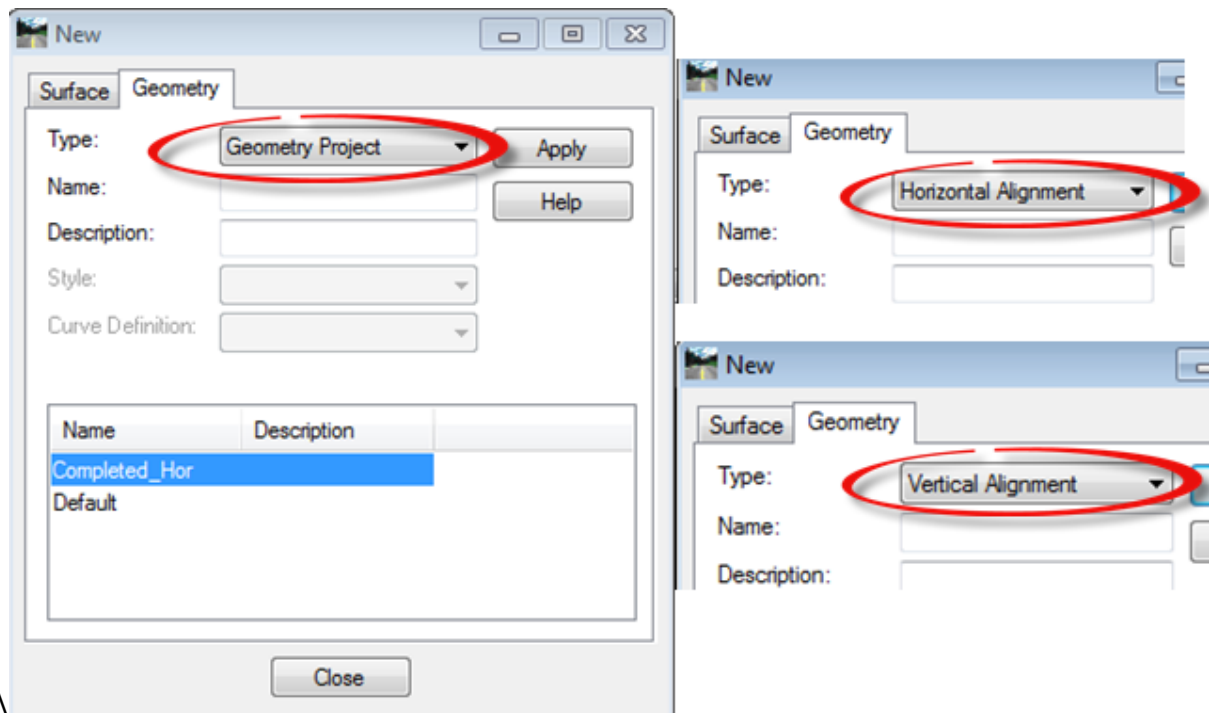 New
Surface Geometry
Type: Geometry Project Apply
Name: Help
Description:
Style:
Curve Definition:
Name Description
Completed_Hor
Default
Close
\
New
Surface Geometry
Type: Horizontal Alignment
Name:
Description:
New
Surface Geometry
Type: Vertical Alignment
Name:
Description: